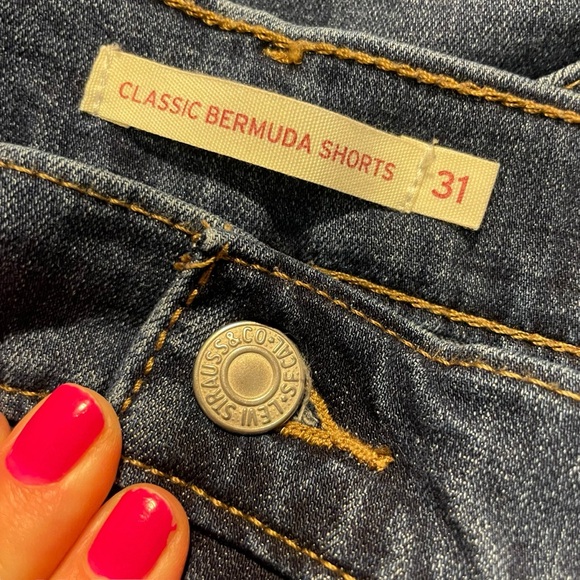 CLASSIC BERMUDA SHORTS 31
LEVI STRAUSS & CO. S.F. CAL.